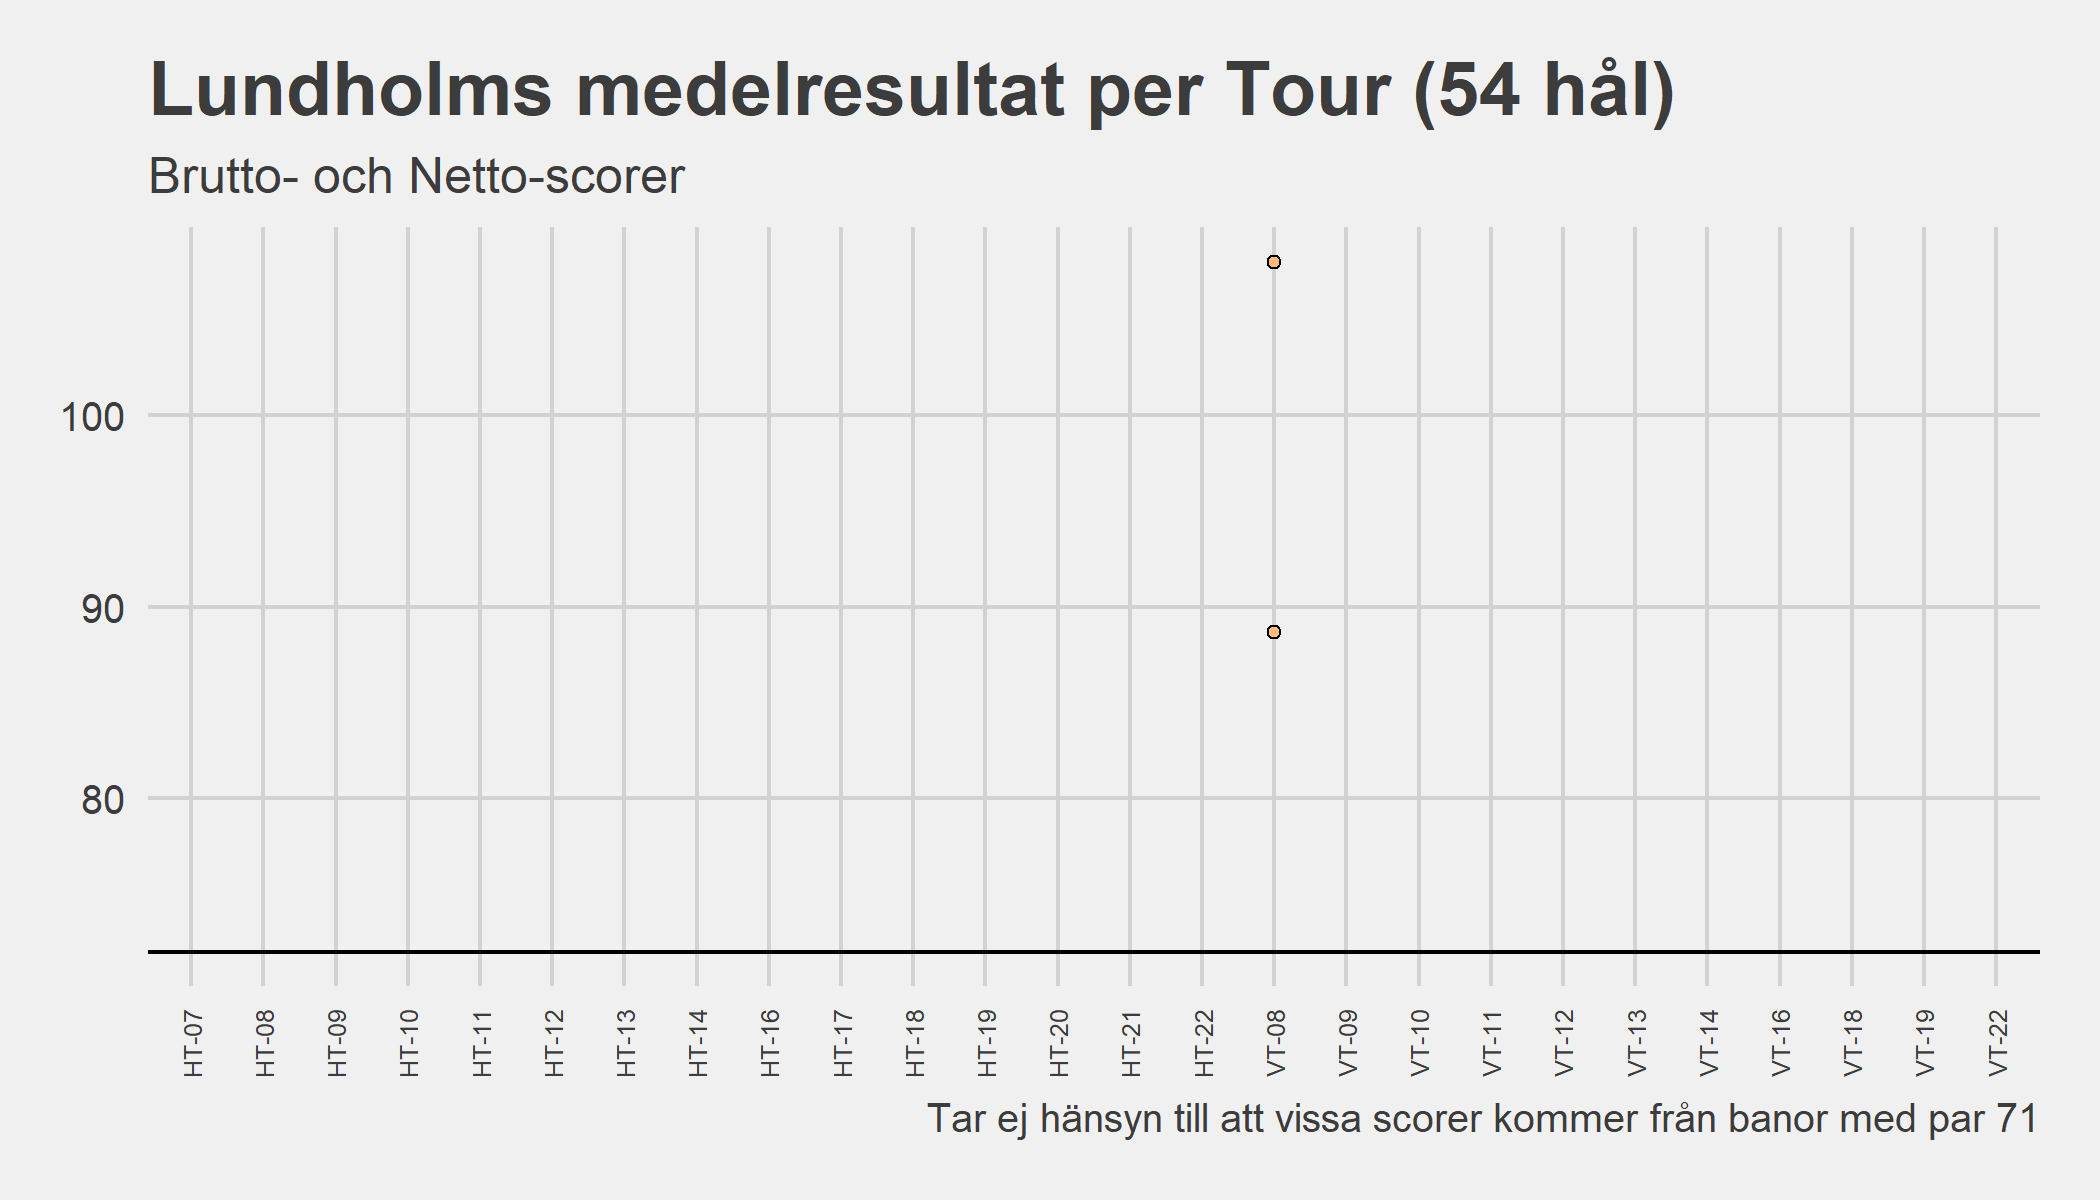 Lundholms medelresultat per Tour (54 hål)
Brutto- och Netto-scorer
100
90
80
HT-07
HT-08
HT-09
HT-10
HT-11
HT-12
HT-13
HT-14
HT-16
HT-17
HT-18
HT-19
HT-20
HT-21
HT-22
VT-08
VT-09
VT-10
VT-11
VT-12
VT-13
VT-14
VT-16
VT-18
VT-19
VT-22
Tar ej hänsyn till att vissa scorer kommer från banor med par 71